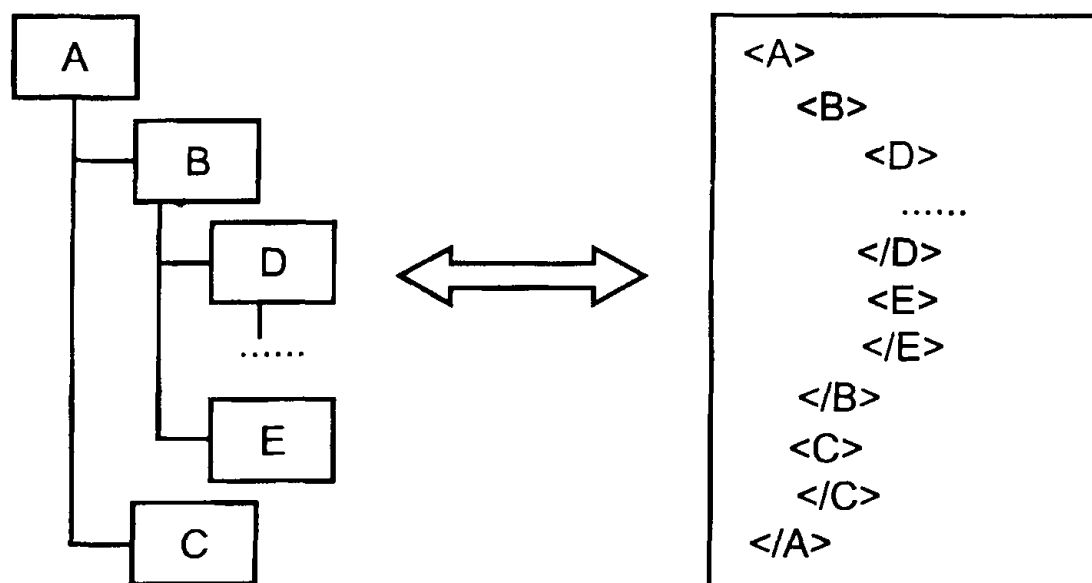 A
B
D
......
E
C
<A>
<B>
<D>
......
</D>
<E>
</E>
</B>
<C>
</C>
</A>